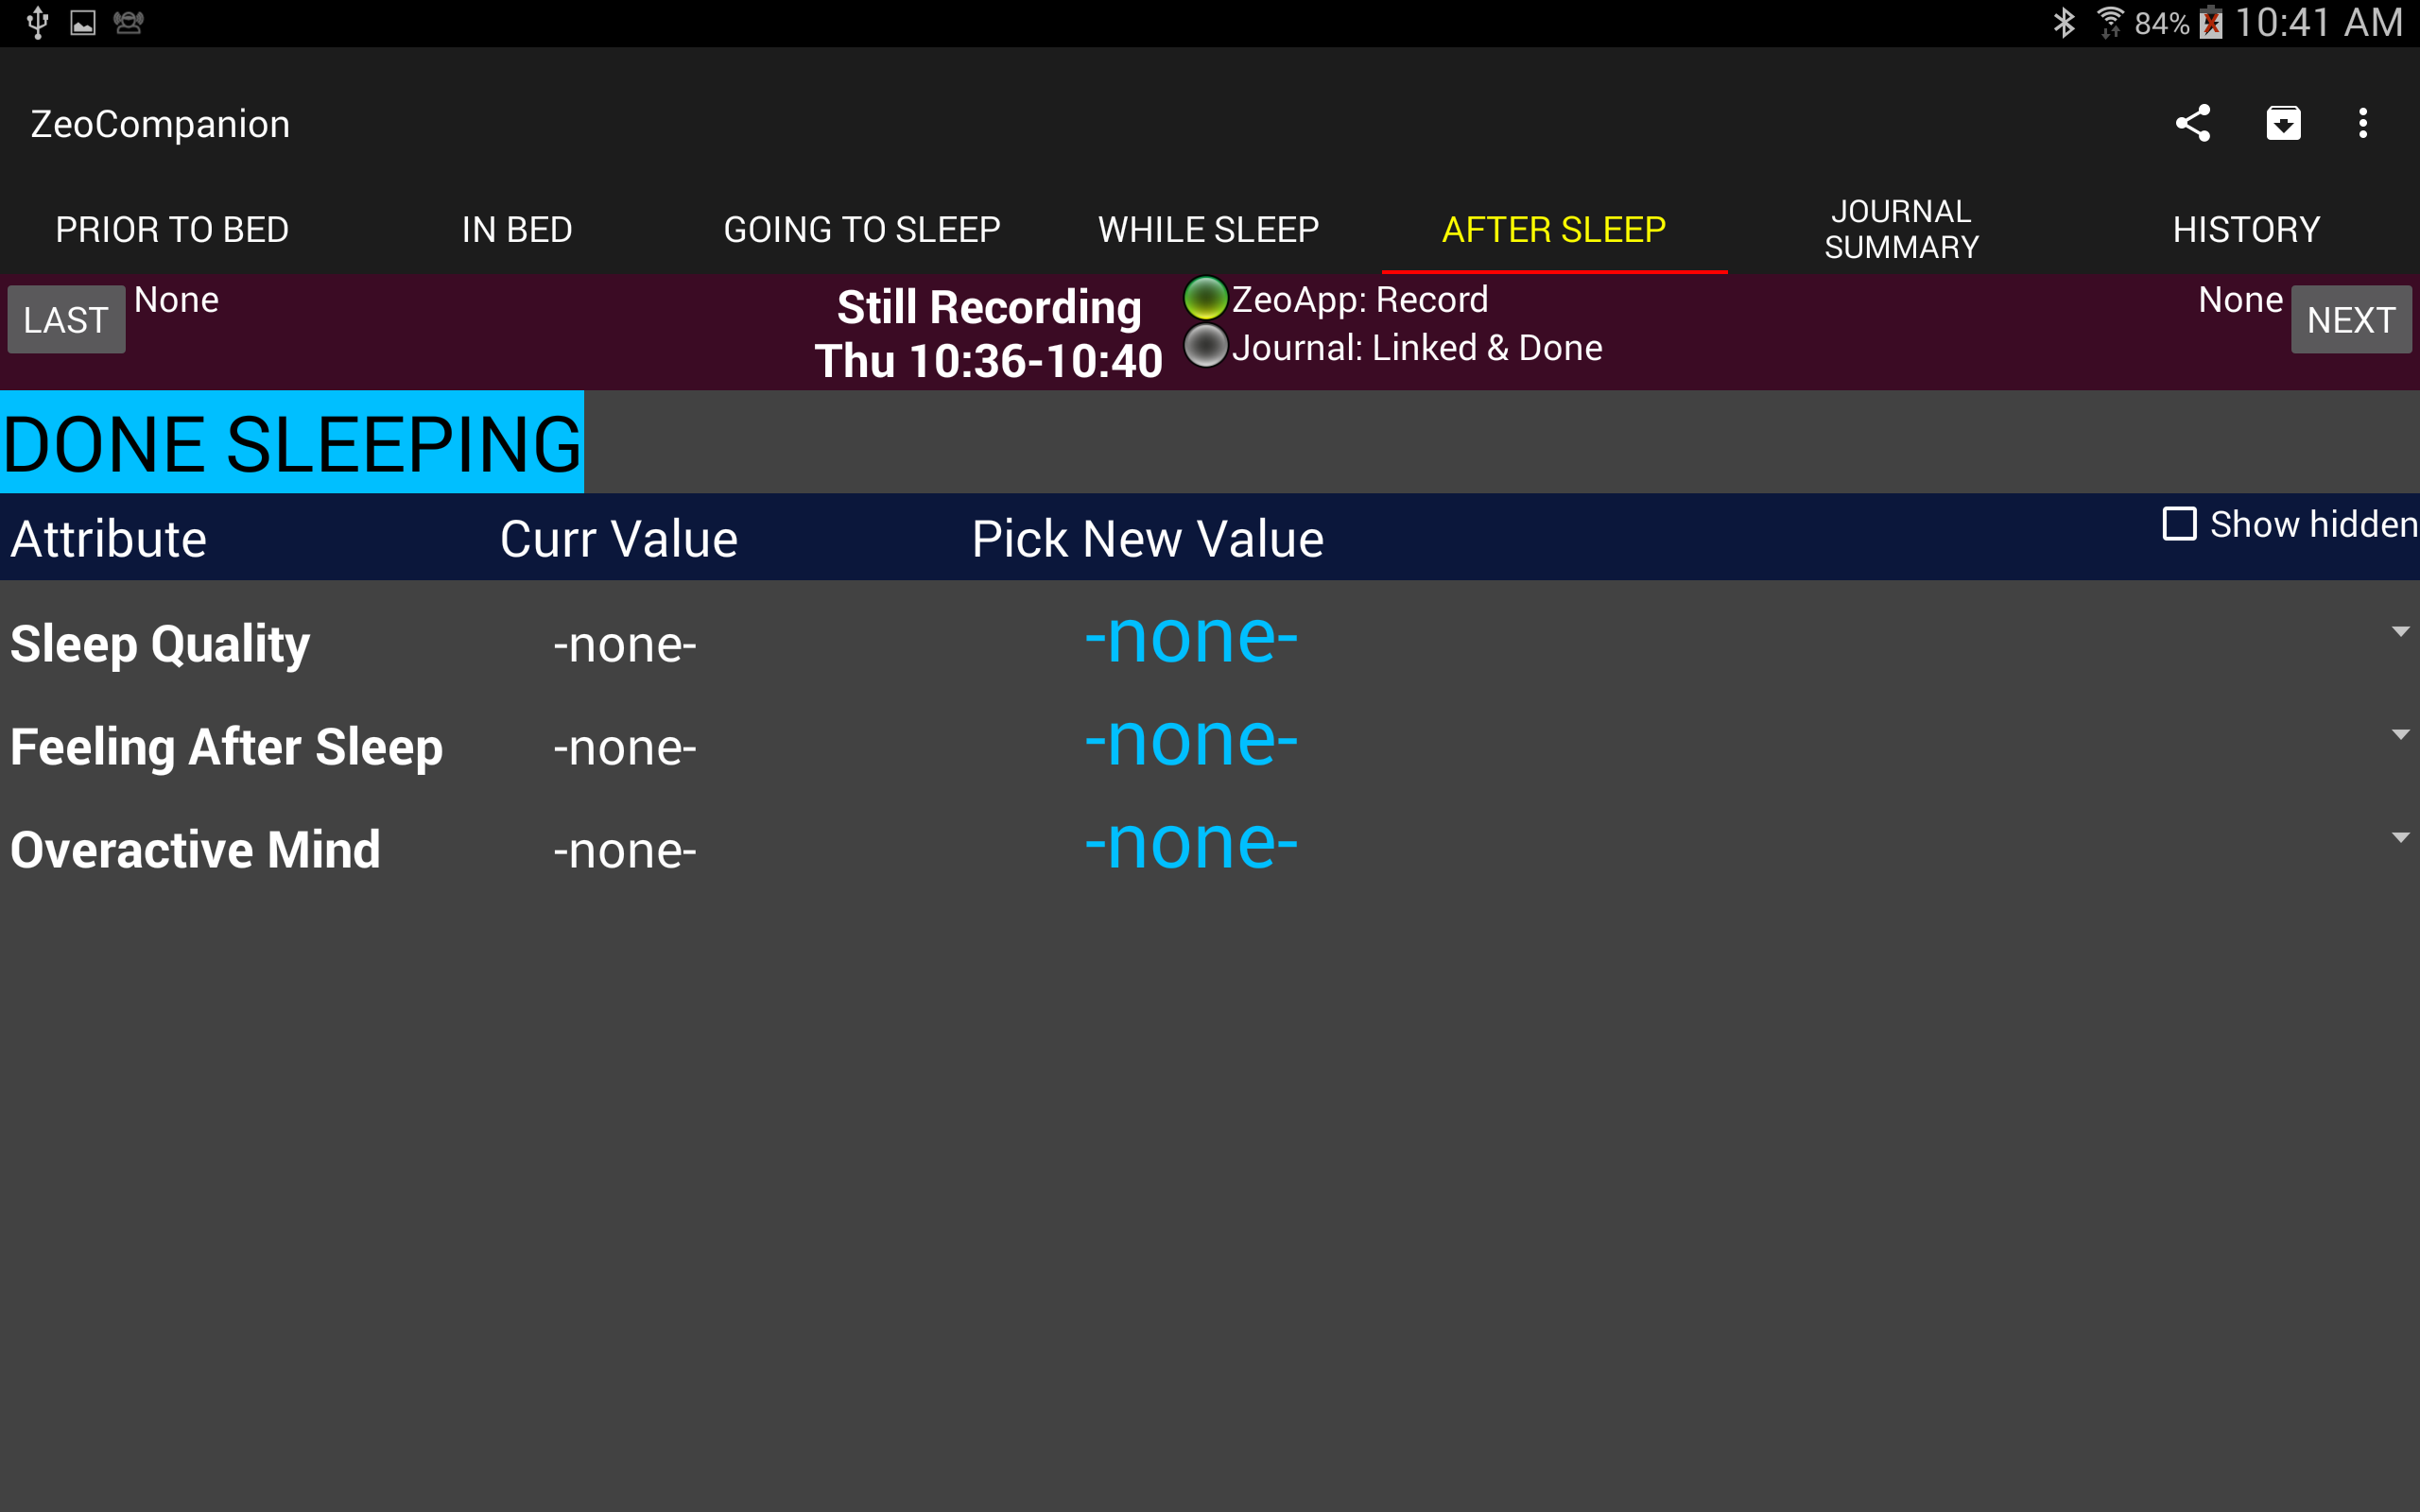 84% 10:41 AM
ZeoCompanion
PRIOR TO BED IN BED GOING TO SLEEP WHILE SLEEP AFTER SLEEP JOURNAL SUMMARY HISTORY
LAST None Still Recording ZeoApp: Record None NEXT
Thu 10:36-10:40 Journal: Linked & Done
DONE SLEEPING
Attribute Curr Value Pick New Value Show hidden
Sleep Quality -none- -none-
Feeling After Sleep -none- -none-
Overactive Mind -none- -none-